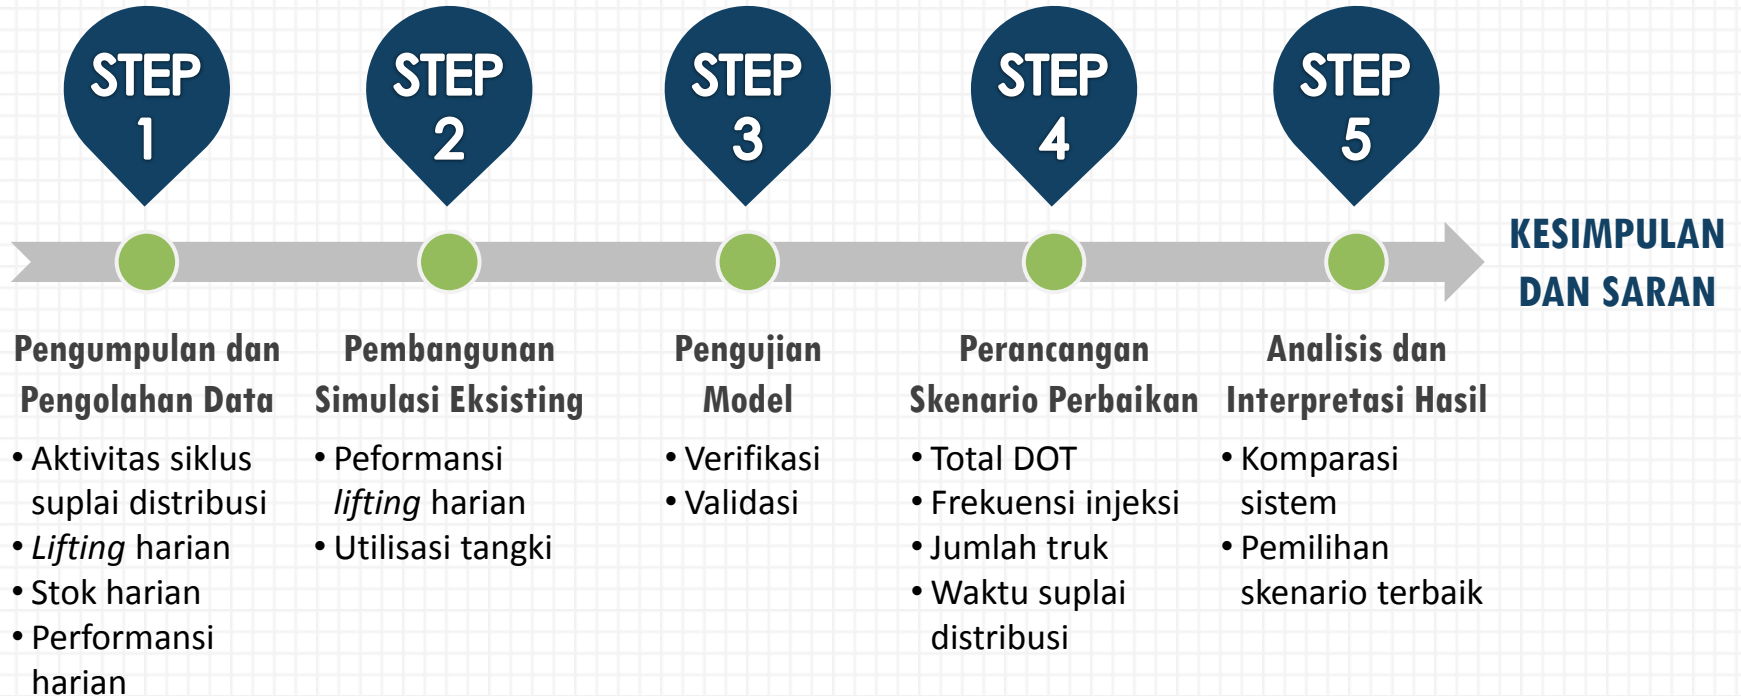 STEP
1
STEP
2
STEP
3
STEP
4
STEP
5
KESIMPULAN
DAN SARAN
Pengumpulan dan
Pengolahan Data
• Aktivitas siklus
suplai distribusi
• Lifting harian
• Stok harian
• Performansi
harian
Pembangunan
Simulasi Eksisting
• Peformansi
lifting harian
• Utilisasi tangki
Pengujian
Model
• Verifikasi
• Validasi
Perancangan
Skenario Perbaikan
• Total DOT
• Frekuensi injeksi
• Jumlah truk
• Waktu suplai
distribusi
Analisis dan
Interpretasi Hasil
• Komparasi
sistem
• Pemilihan
skenario terbaik